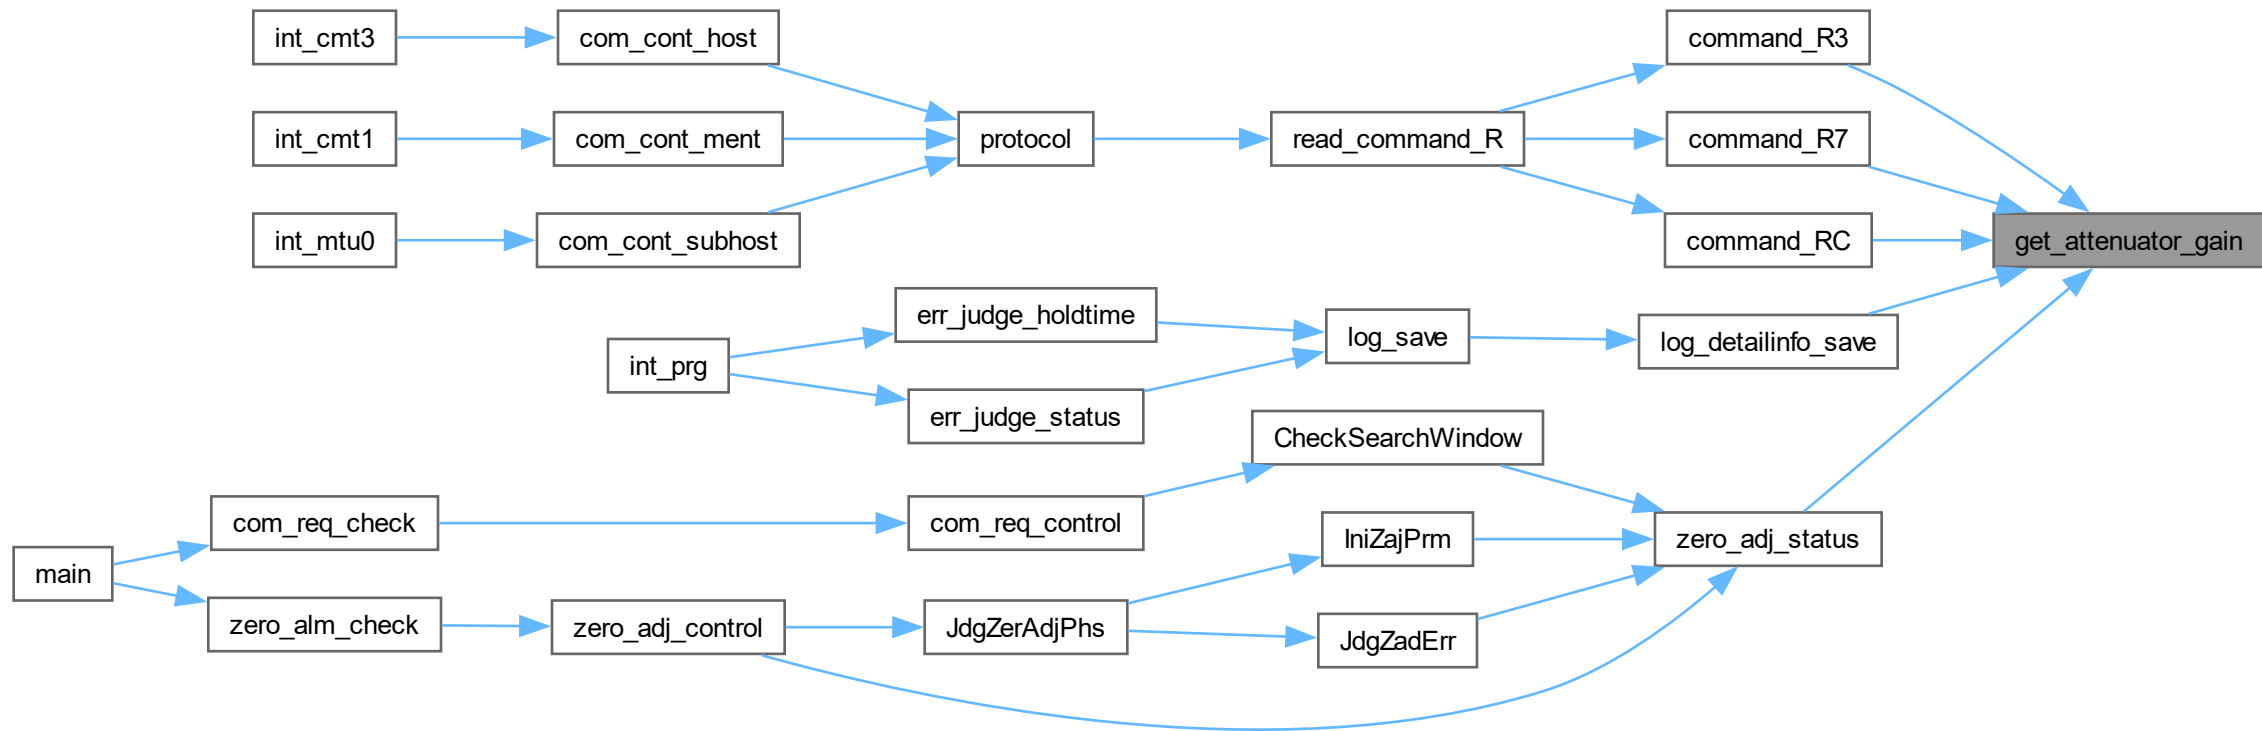 int_cmt3
com_cont_host
command_R3
int_cmt1
com_cont_ment
protocol
read_command_R
command_R7
int_mtu0
com_cont_subhost
command_RC
get_attenuator_gain
err_judge_holdtime
log_save
log_detailinfo_save
int_prg
err_judge_status
CheckSearchWindow
com_req_check
com_req_control
IniZajPrm
zero_adj_status
main
zero_alm_check
zero_adj_control
JdgZerAdjPhs
JdgZadErr